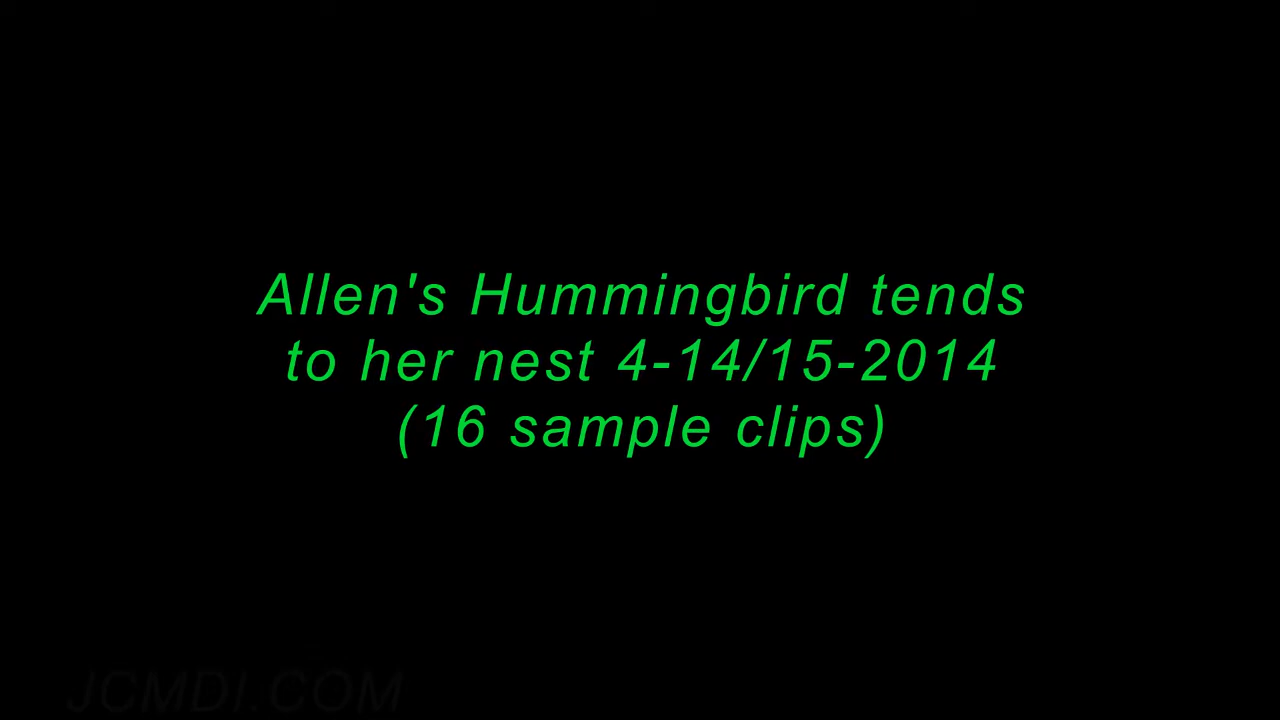 Allen's Hummingbird tends
to her nest 4-14/15-2014
(16 sample clips)
JCMDI.COM